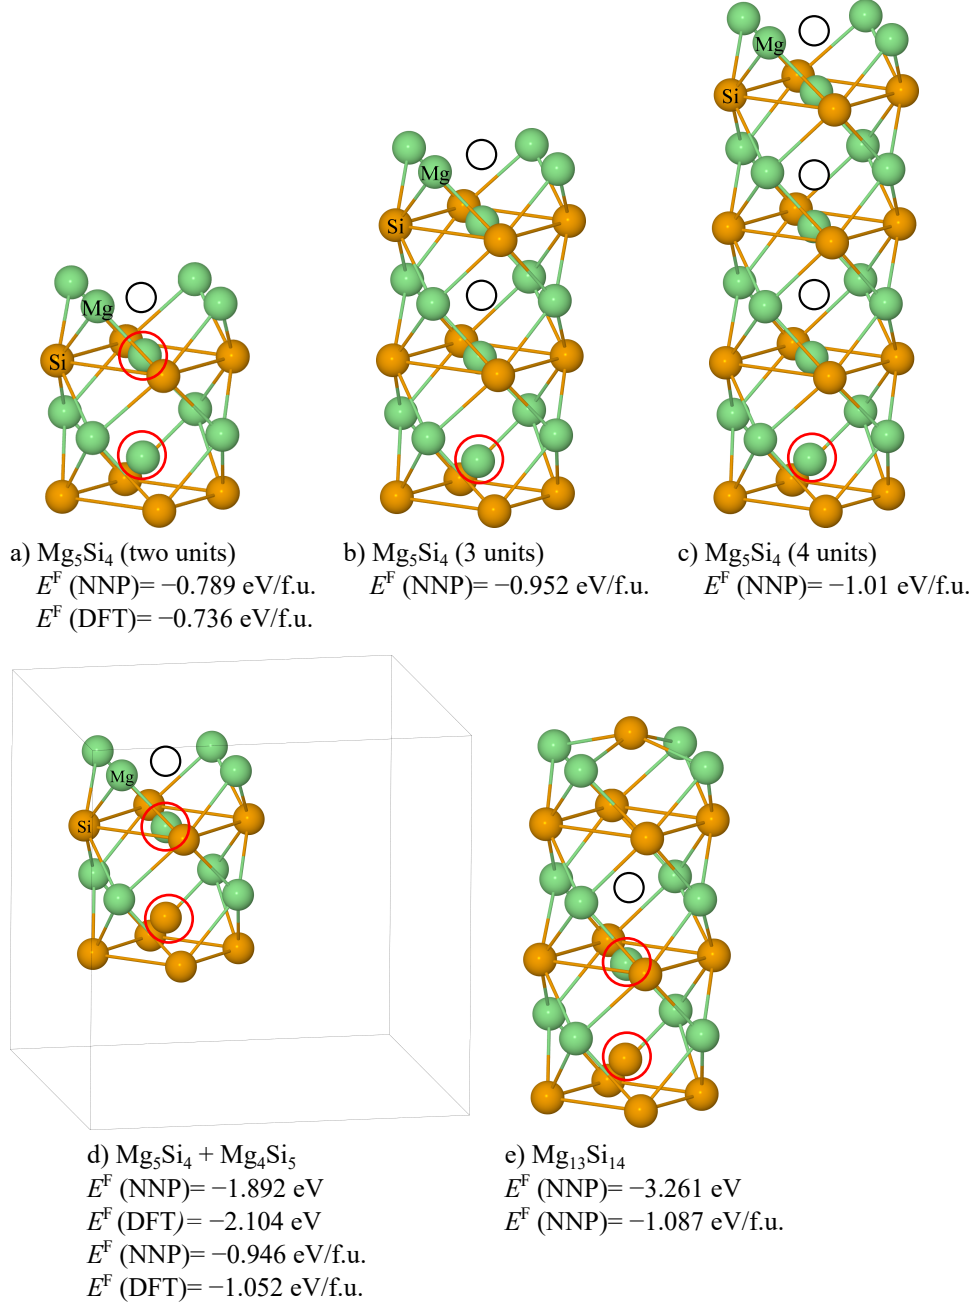 Mg
Si
Mg
Si
Mg
Si
a) Mg₅Si₄ (two units)
Eᶠ (NNP)= −0.789 eV/f.u.
Eᶠ (DFT)= −0.736 eV/f.u.
b) Mg₅Si₄ (3 units)
Eᶠ (NNP)= −0.952 eV/f.u.
c) Mg₅Si₄ (4 units)
Eᶠ (NNP)= −1.01 eV/f.u.
Mg
Si
d) Mg₅Si₄ + Mg₄Si₅
Eᶠ (NNP)= −1.892 eV
Eᶠ (DFT)= −2.104 eV
Eᶠ (NNP)= −0.946 eV/f.u.
Eᶠ (DFT)= −1.052 eV/f.u.
e) Mg₁₃Si₁₄
Eᶠ (NNP)= −3.261 eV
Eᶠ (NNP)= −1.087 eV/f.u.